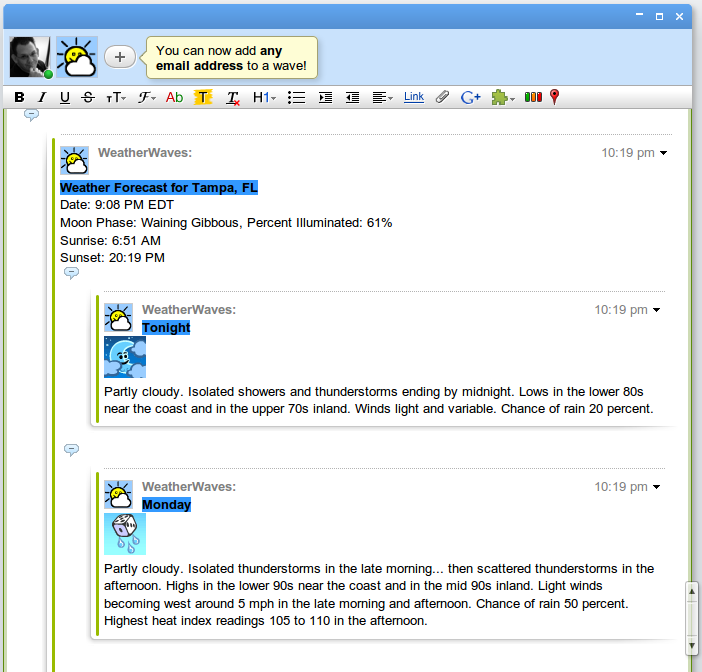 You can now add any
email address to a wave!
B I U S TT F Ab T T H1 Link G+
WeatherWaves: 10:19 pm
Weather Forecast for Tampa, FL
Date: 9:08 PM EDT
Moon Phase: Waining Gibbous, Percent Illuminated: 61%
Sunrise: 6:51 AM
Sunset: 20:19 PM
WeatherWaves: 10:19 pm
Tonight
Partly cloudy. Isolated showers and thunderstorms ending by midnight. Lows in the lower 80s
near the coast and in the upper 70s inland. Winds light and variable. Chance of rain 20 percent.
WeatherWaves: 10:19 pm
Monday
Partly cloudy. Isolated thunderstorms in the late morning... then scattered thunderstorms in the
afternoon. Highs in the lower 90s near the coast and in the mid 90s inland. Light winds
becoming west around 5 mph in the late morning and afternoon. Chance of rain 50 percent.
Highest heat index readings 105 to 110 in the afternoon.